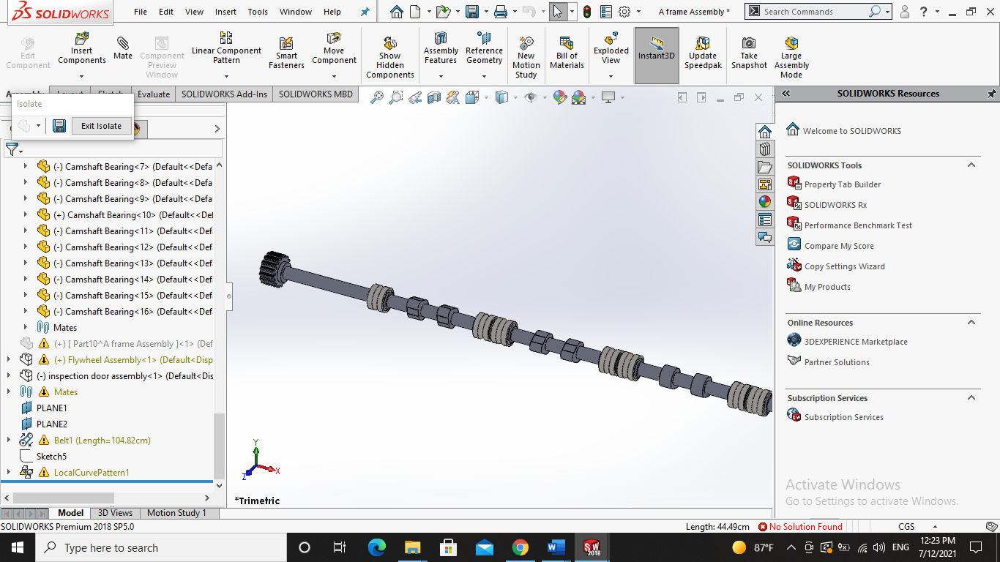 SOLIDWORKS
File Edit View Insert Tools Window Help
A frame Assembly *
Search Commands
Edit Component
Insert Components
Mate
Component Preview Window
Linear Component Pattern
Smart Fasteners
Move Component
Show Hidden Components
Assembly Features
Reference Geometry
New Motion Study
Bill of Materials
Exploded View
Instant3D
Update Speedpak
Take Snapshot
Large Assembly Mode
Evaluate SOLIDWORKS Add-Ins SOLIDWORKS MBD
Isolate
Exit Isolate
(-) Camshaft Bearing<7> (Default<<Defa
(-) Camshaft Bearing<8> (Default<<Defa
(-) Camshaft Bearing<9> (Default<<Defa
(+) Camshaft Bearing<10> (Default<<Def
(-) Camshaft Bearing<11> (Default<<Def
(-) Camshaft Bearing<12> (Default<<Def
(-) Camshaft Bearing<13> (Default<<Def
(-) Camshaft Bearing<14> (Default<<Def
(-) Camshaft Bearing<15> (Default<<Def
(-) Camshaft Bearing<16> (Default<<Def
Mates
(+) [ Part10^A frame Assembly ]<1> (Def
(+) Flywheel Assembly<1> (Default<Disp
(-) inspection door assembly<1> (Default<Dis
Mates
PLANE1
PLANE2
Belt1 (Length=104.82cm)
Sketch5
LocalCurvePattern1
Y
X
Z
*Trimetric
Model 3D Views Motion Study 1
SOLIDWORKS Resources
Welcome to SOLIDWORKS
SOLIDWORKS Tools
Property Tab Builder
SOLIDWORKS Rx
Performance Benchmark Test
Compare My Score
Copy Settings Wizard
My Products
Online Resources
3DEXPERIENCE Marketplace
Partner Solutions
Subscription Services
Subscription Services
Activate Windows
Go to Settings to activate Windows.
SOLIDWORKS Premium 2018 SP5.0
Length: 44.49cm
No Solution Found
CGS
Type here to search
SW
2018
87°F
ENG
12:23 PM
7/12/2021